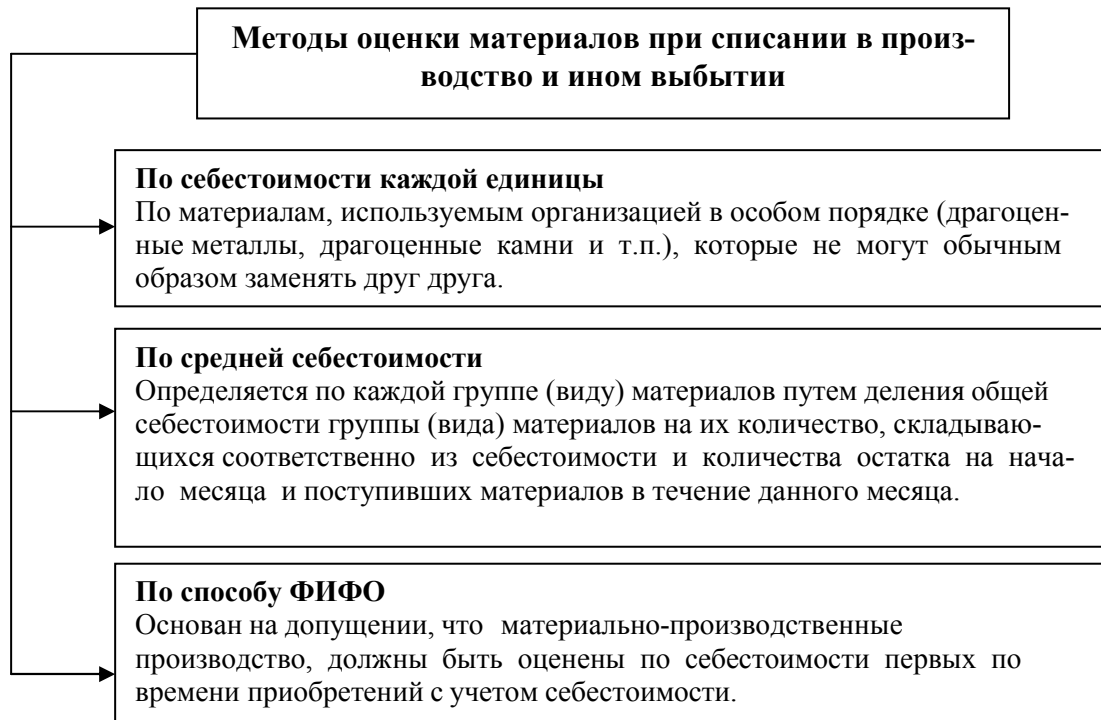 Методы оценки материалов при списании в произ-
водство и ином выбытии
По себестоимости каждой единицы
По материалам, используемым организацией в особом порядке (драгоцен-
ные металлы, драгоценные камни и т.п.), которые не могут обычным
образом заменять друг друга.
По средней себестоимости
Определяется по каждой группе (виду) материалов путем деления общей
себестоимости группы (вида) материалов на их количество, складываю-
щихся соответственно из себестоимости и количества остатка на нача-
ло месяца и поступивших материалов в течение данного месяца.
По способу ФИФО
Основан на допущении, что материально-производственные
производство, должны быть оценены по себестоимости первых по
времени приобретений с учетом себестоимости.